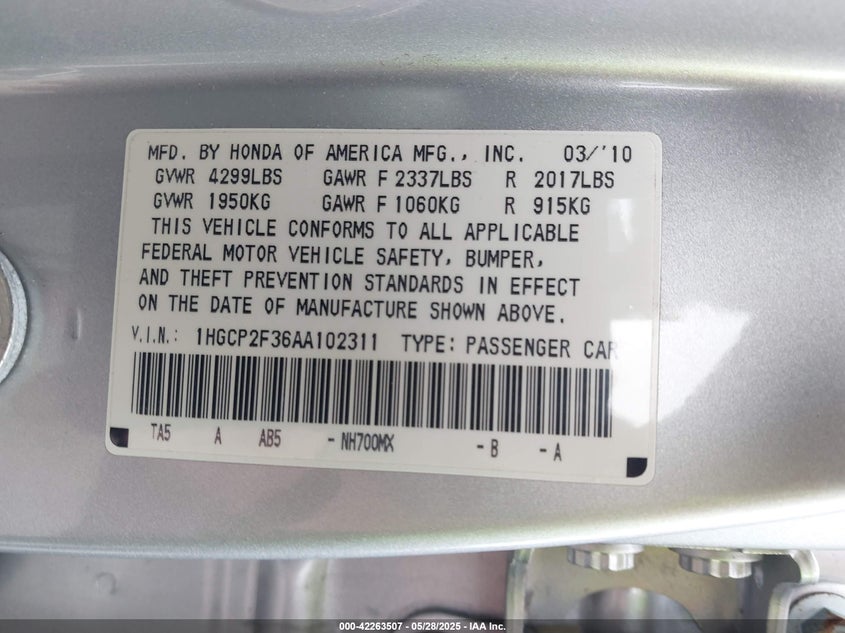 MFD. BY HONDA OF AMERICA MFG., INC. 03/'10
GVWR 4299LBS GAWR F 2337LBS R 2017LBS
GVWR 1950KG GAWR F 1060KG R 915KG
THIS VEHICLE CONFORMS TO ALL APPLICABLE
FEDERAL MOTOR VEHICLE SAFETY, BUMPER,
AND THEFT PREVENTION STANDARDS IN EFFECT
ON THE DATE OF MANUFACTURE SHOWN ABOVE.
V.I.N.: 1HGCP2F36AA102311 TYPE: PASSENGER CAR
TA5 A AB5 - NH700MX - B - A
000-42263507 - 05/28/2025 - IAA Inc.